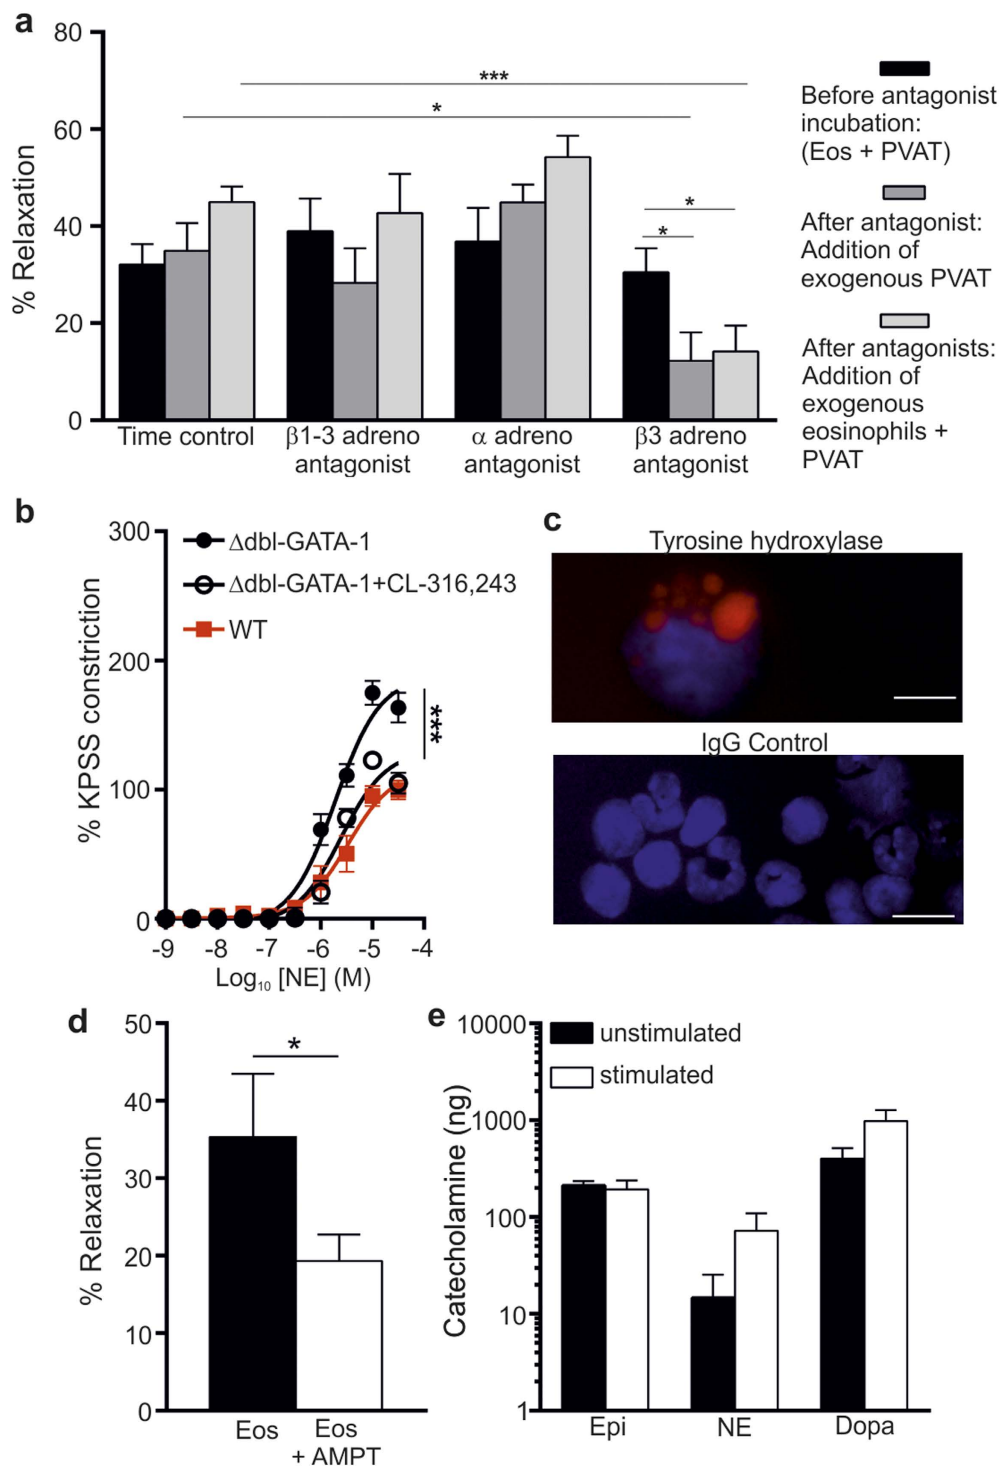 a
80
60
40
20
0
% Relaxation
***
*
*
*
Time control
β1-3 adreno
antagonist
α adreno
antagonist
β3 adreno
antagonist
Before antagonist
incubation:
(Eos + PVAT)
After antagonist:
Addition of
exogenous PVAT
After antagonists:
Addition of
exogenous
eosinophils +
PVAT
b
300
200
100
0
% KPSS constriction
Δdbl-GATA-1
Δdbl-GATA-1+CL-316,243
WT
***
-9 -8 -7 -6 -5 -4
Log₁₀ [NE] (M)
c
Tyrosine hydroxylase
IgG Control
d
50
40
30
20
10
0
% Relaxation
*
Eos
Eos
+ AMPT
e
10000
1000
100
10
1
Catecholamine (ng)
unstimulated
stimulated
Epi NE Dopa